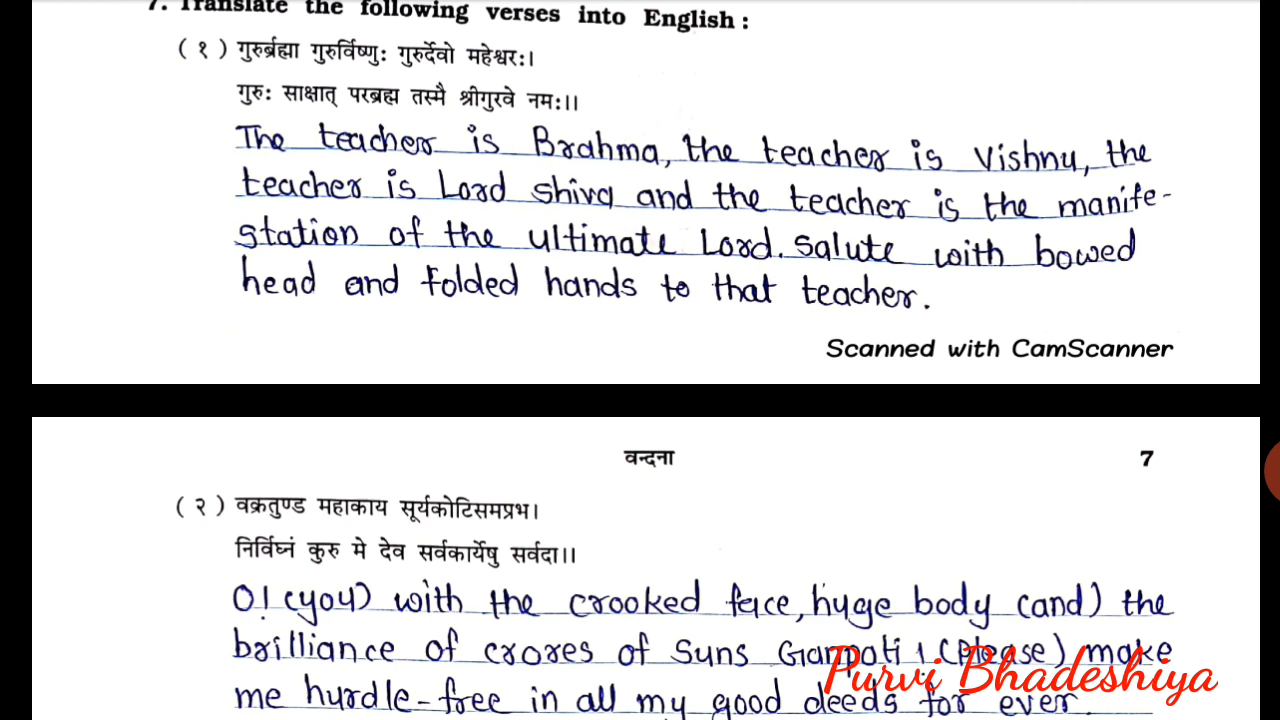 7. Translate the following verses into English :
( १ ) गुरुर्ब्रह्मा गुरुर्विष्णुः गुरुर्देवो महेश्वरः।
गुरुः साक्षात् परब्रह्म तस्मै श्रीगुरवे नमः।।
The teacher is Brahma, the teacher is Vishnu, the
teacher is Lord Shiva and the teacher is the manife-
station of the ultimate Lord. Salute with bowed
head and folded hands to that teacher.
Scanned with CamScanner
वन्दना 7
( २ ) वक्रतुण्ड महाकाय सूर्यकोटिसमप्रभ।
निर्विघ्नं कुरु मे देव सर्वकार्येषु सर्वदा।।
O! (you) with the crooked face, huge body (and) the
brilliance of crores of Suns Ganpati, (Please) make
me hurdle-free in all my good deeds for ever.
Purvi Bhadeshiya